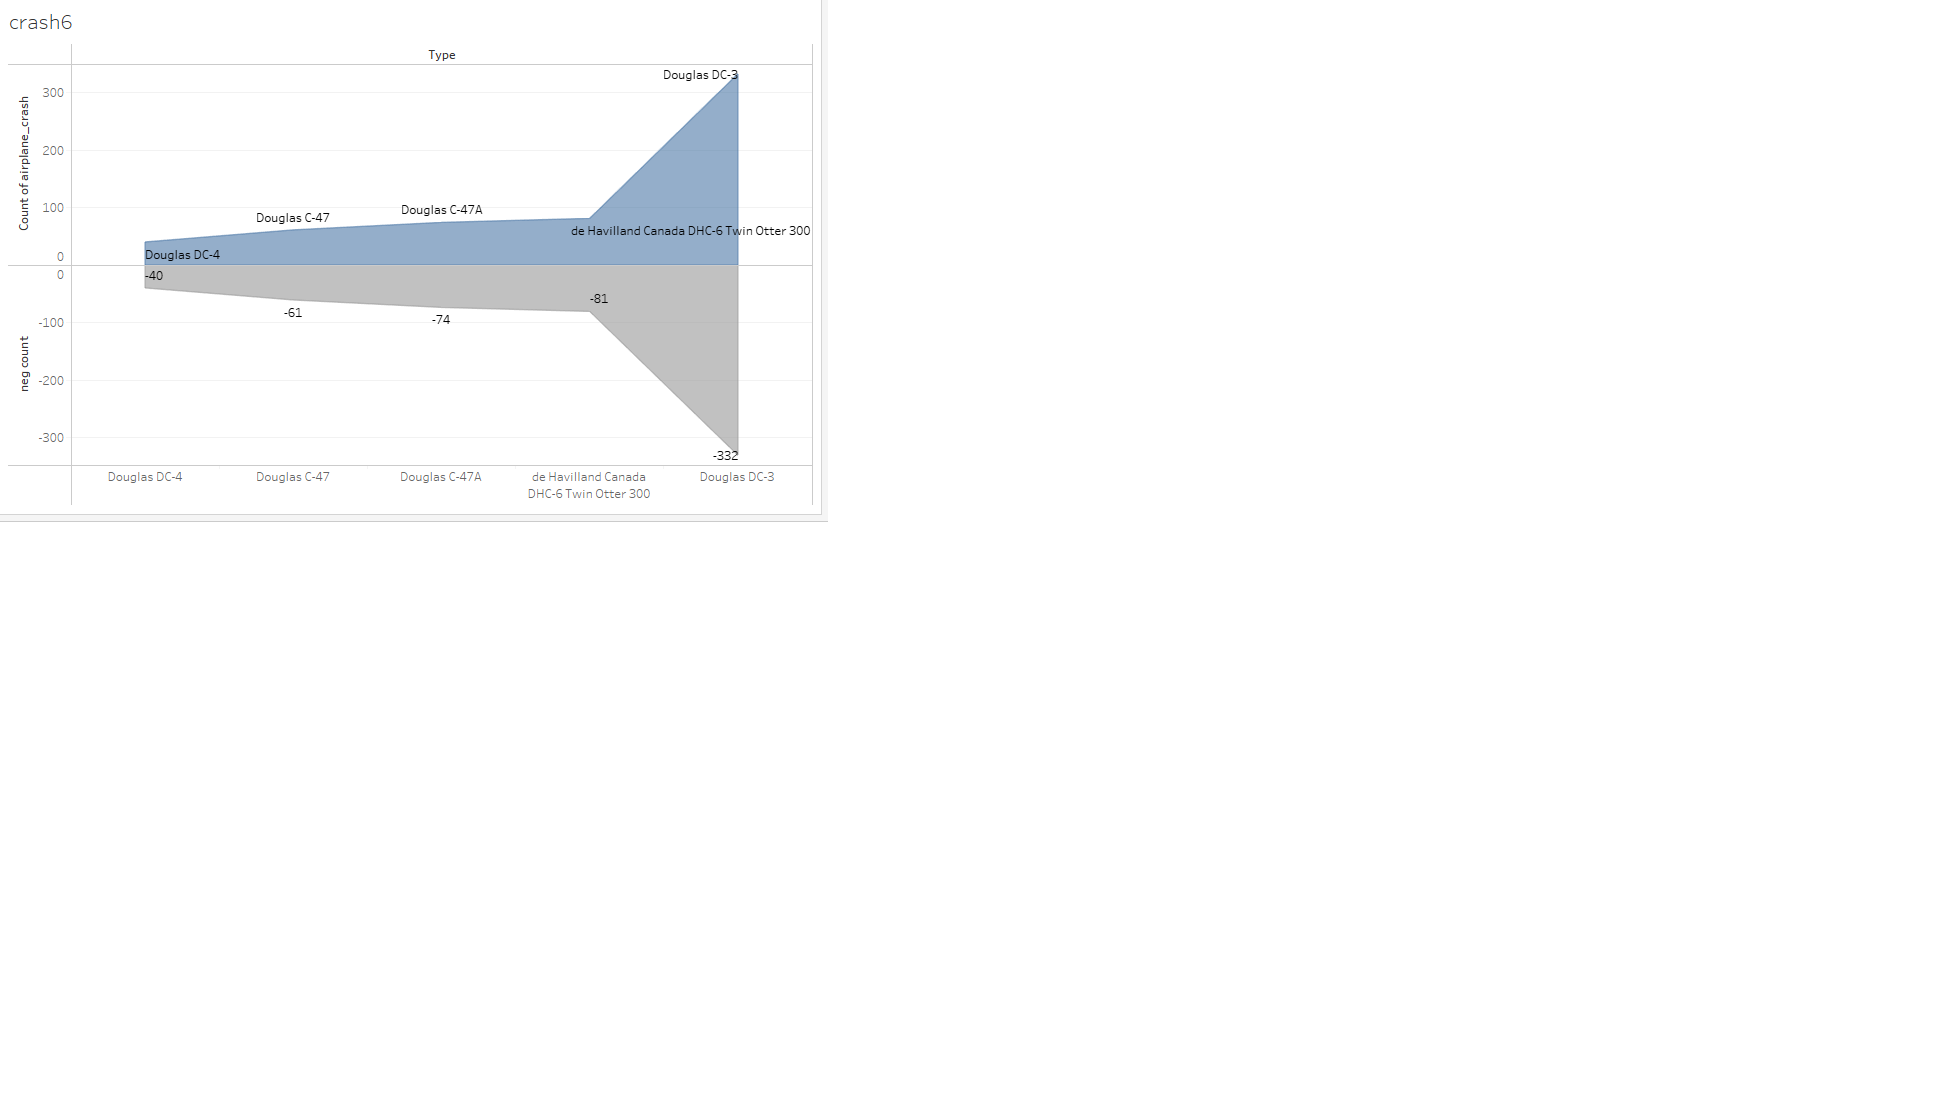 crash6
Type
Count of airplane_crash
300
200
100
0
Douglas DC-3
Douglas C-47
Douglas C-47A
de Havilland Canada DHC-6 Twin Otter 300
Douglas DC-4
neg count
0
-100
-200
-300
-40
-61
-74
-81
-332
Douglas DC-4
Douglas C-47
Douglas C-47A
de Havilland Canada
DHC-6 Twin Otter 300
Douglas DC-3